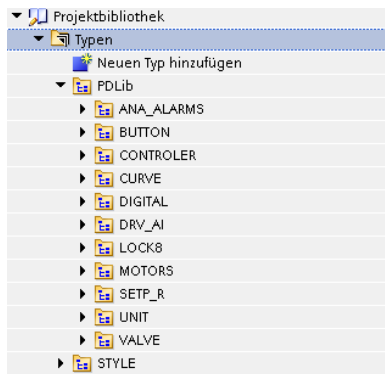 Projektbibliothek
Typen
Neuen Typ hinzufügen
PDLib
ANA_ALARMS
BUTTON
CONTROLER
CURVE
DIGITAL
DRV_AI
LOCK8
MOTORS
SETP_R
UNIT
VALVE
STYLE